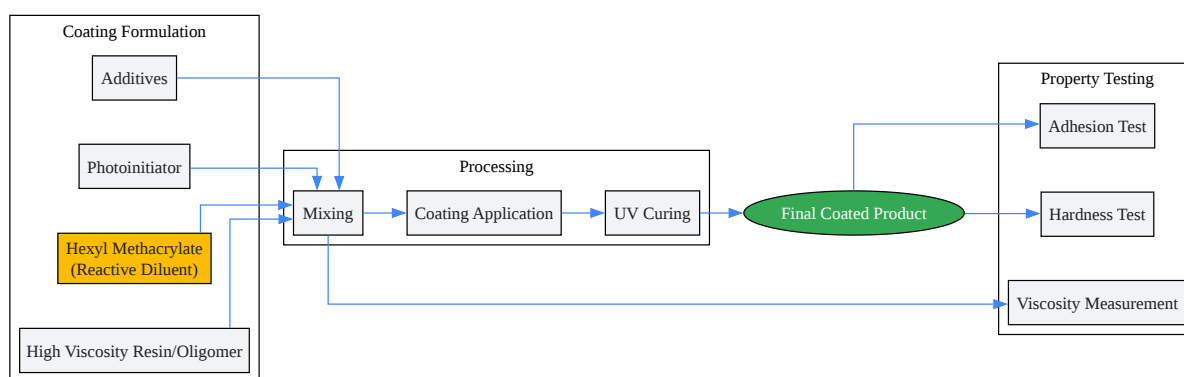 Coating Formulation
Additives
Photoinitiator
Hexyl Methacrylate
(Reactive Diluent)
High Viscosity Resin/Oligomer
Processing
Mixing
Coating Application
UV Curing
Final Coated Product
Property Testing
Adhesion Test
Hardness Test
Viscosity Measurement